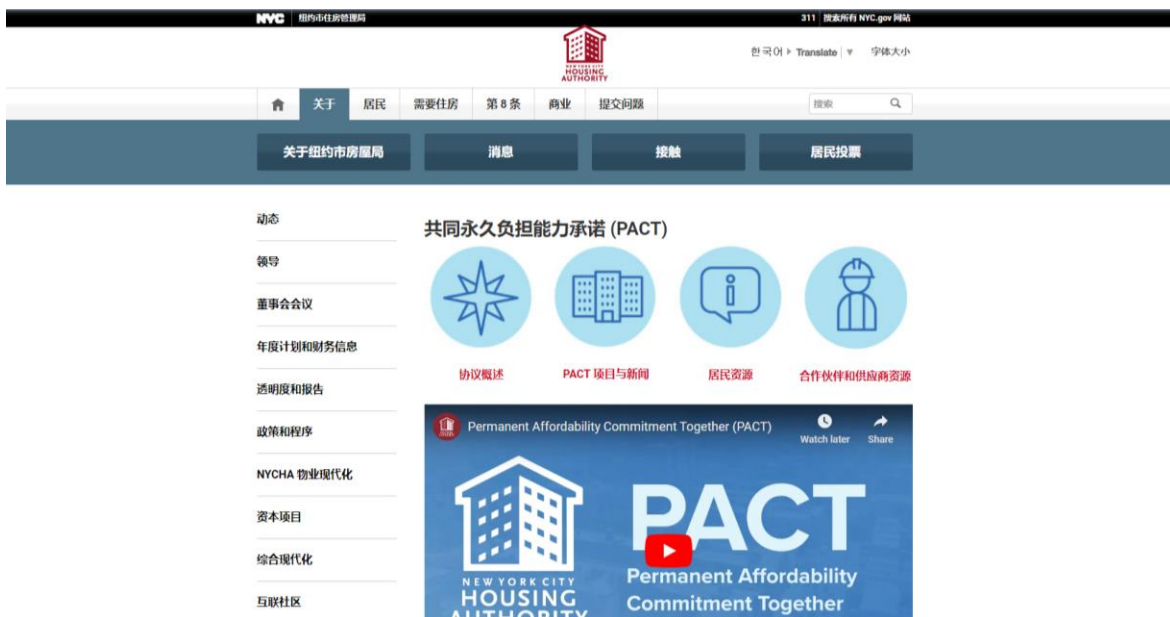 NYC 纽约市住房管理局 311 搜索所有 NYC.gov 网站
NEW YORK CITY
HOUSING
AUTHORITY
한국어 Translate 字体大小
关于 居民 需要住房 第 8 条 商业 提交问题 搜索
关于纽约市房屋局 消息 接触 居民投票
动态
领导
董事会会议
年度计划和财务信息
透明度和报告
政策和程序
NYCHA 物业现代化
资本项目
综合现代化
互联社区
共同永久负担能力承诺 (PACT)
协议概述 PACT 项目与新闻 居民资源 合作伙伴和供应商资源
Permanent Affordability Commitment Together (PACT)
Watch later Share
NEW YORK CITY
HOUSING
AUTHORITY
PACT
Permanent Affordability
Commitment Together